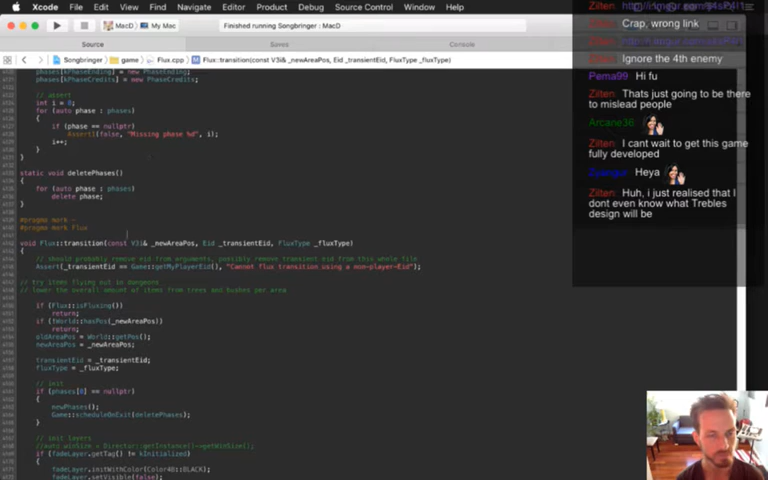 Xcode File Edit View Find Navigate Editor Product Debug Source Control Window Help
MacD My Mac Finished running Songbringer : MacD
Source Saves Console
Songbringer game Flux.cpp Flux::transition(const V3i& _newAreaPos, Eid _transientEid, FluxType _fluxType)
phases[kPhaseEnding] = new PhaseEnding;
phases[kPhaseCredits] = new PhaseCredits;
// assert
int i = 0;
for (auto phase : phases)
{
if (phase == nullptr)
Assert1(false, "Missing phase %d", i);
i++;
}
}
static void deletePhases()
{
for (auto phase : phases)
delete phase;
}
#pragma mark -
#pragma mark Flux
void Flux::transition(const V3i& _newAreaPos, Eid _transientEid, FluxType _fluxType)
{
// should probably remove eid from arguments, possibly remove transient eid from this whole file
Assert(_transientEid == Game::getMyPlayerEid(), "Cannot flux transition using a non-player-Eid");
// try items flying out in dungeons
// lower the overall amount of items from trees and bushes per area
if (Flux::isFluxing())
return;
if (!World::hasPos(_newAreaPos))
return;
oldAreaPos = World::getPos();
newAreaPos = _newAreaPos;
transientEid = _transientEid;
fluxType = _fluxType;
// init
if (phases[0] == nullptr)
{
newPhases();
Game::scheduleOnExit(deletePhases);
}
// init layers
//auto winSize = Director::getInstance()->getWinSize();
if (fadeLayer.getTag() != kInitialized)
{
fadeLayer.initWithColor(Color4B::BLACK);
fadeLayer.setVisible(false);
Zilten
Crap, wrong link
Zilten
Ignore the 4th enemy
Pema99 Hi fu
Zilten Thats just going to be there
to mislead people
Arcane36
Zilten I cant wait to get this game
fully developed
Heya
Zilten Huh, i just realised that I
dont even know what Trebles
design will be